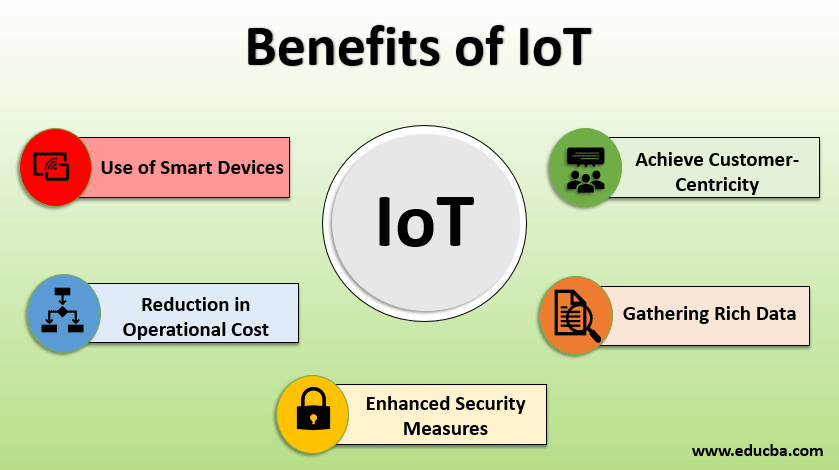 Benefits of IoT
Use of Smart Devices
IoT
Achieve Customer-
Centricity
Reduction in
Operational Cost
Gathering Rich Data
Enhanced Security
Measures
www.educba.com